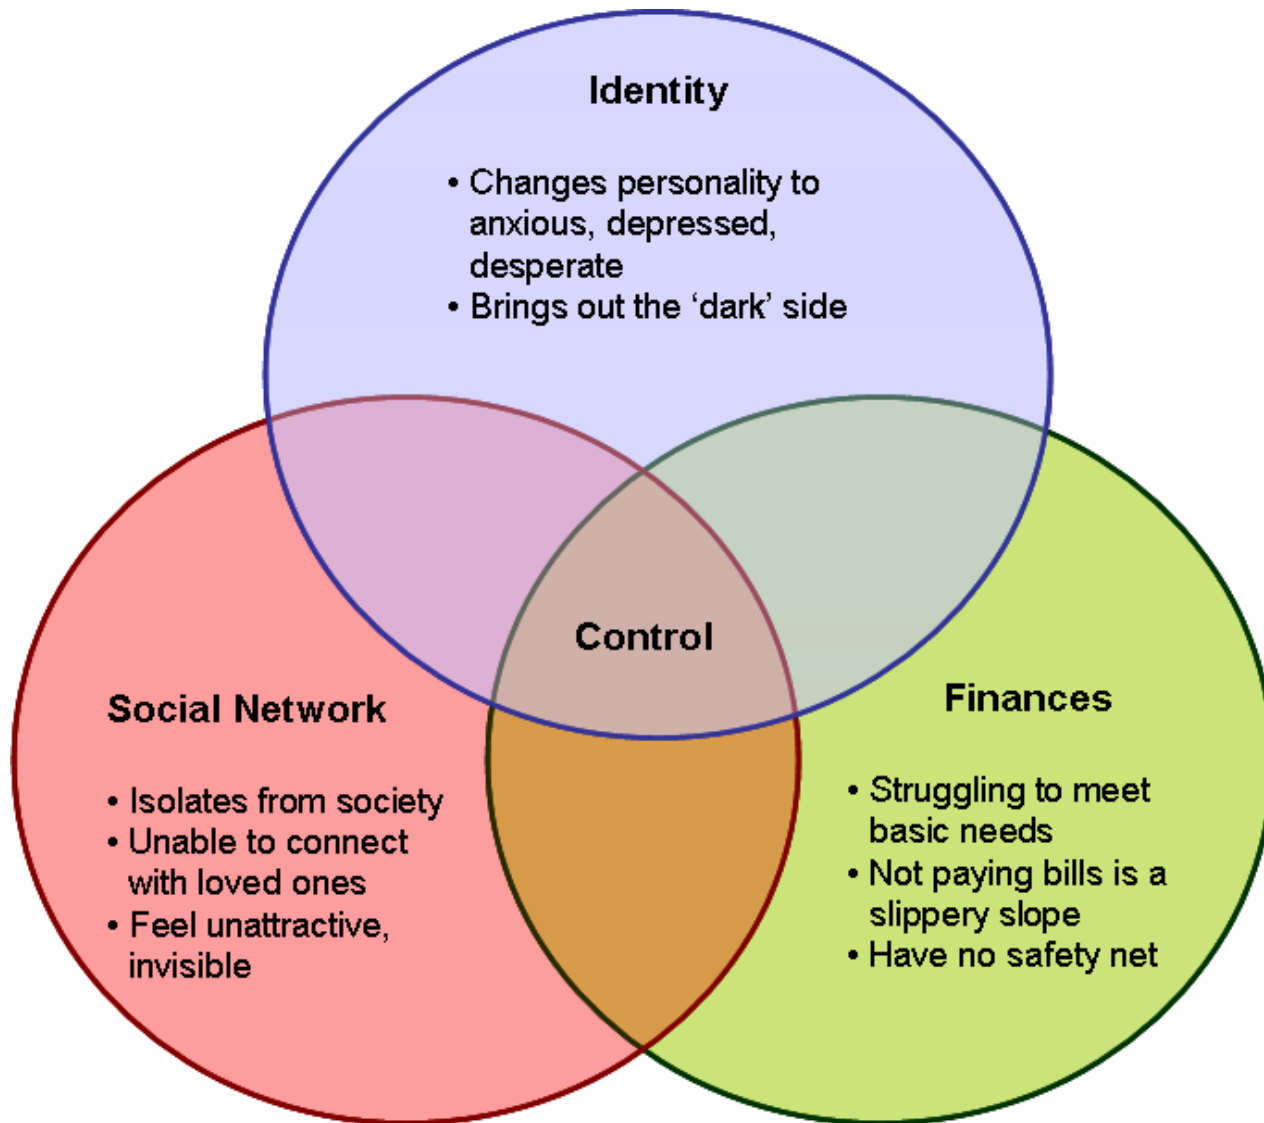 Identity
• Changes personality to
anxious, depressed,
desperate
• Brings out the ‘dark’ side
Control
Social Network
• Isolates from society
• Unable to connect
with loved ones
• Feel unattractive,
invisible
Finances
• Struggling to meet
basic needs
• Not paying bills is a
slippery slope
• Have no safety net